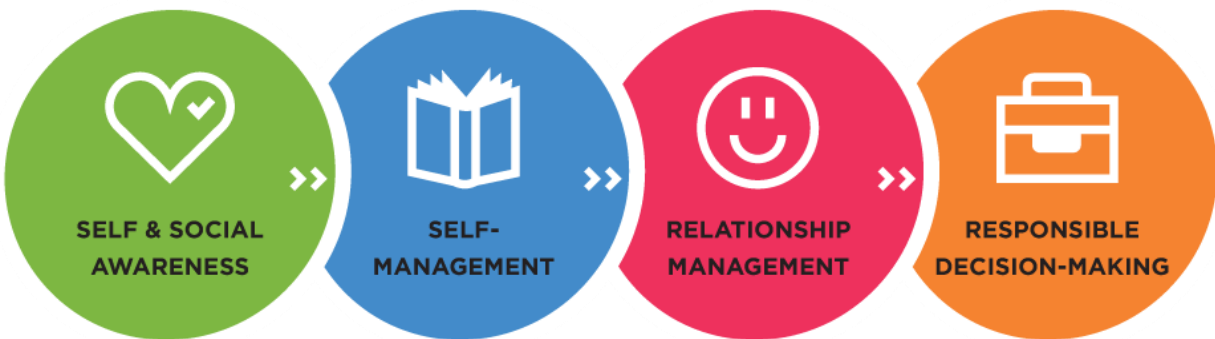 SELF & SOCIAL
AWARENESS
SELF-
MANAGEMENT
RELATIONSHIP
MANAGEMENT
RESPONSIBLE
DECISION-MAKING